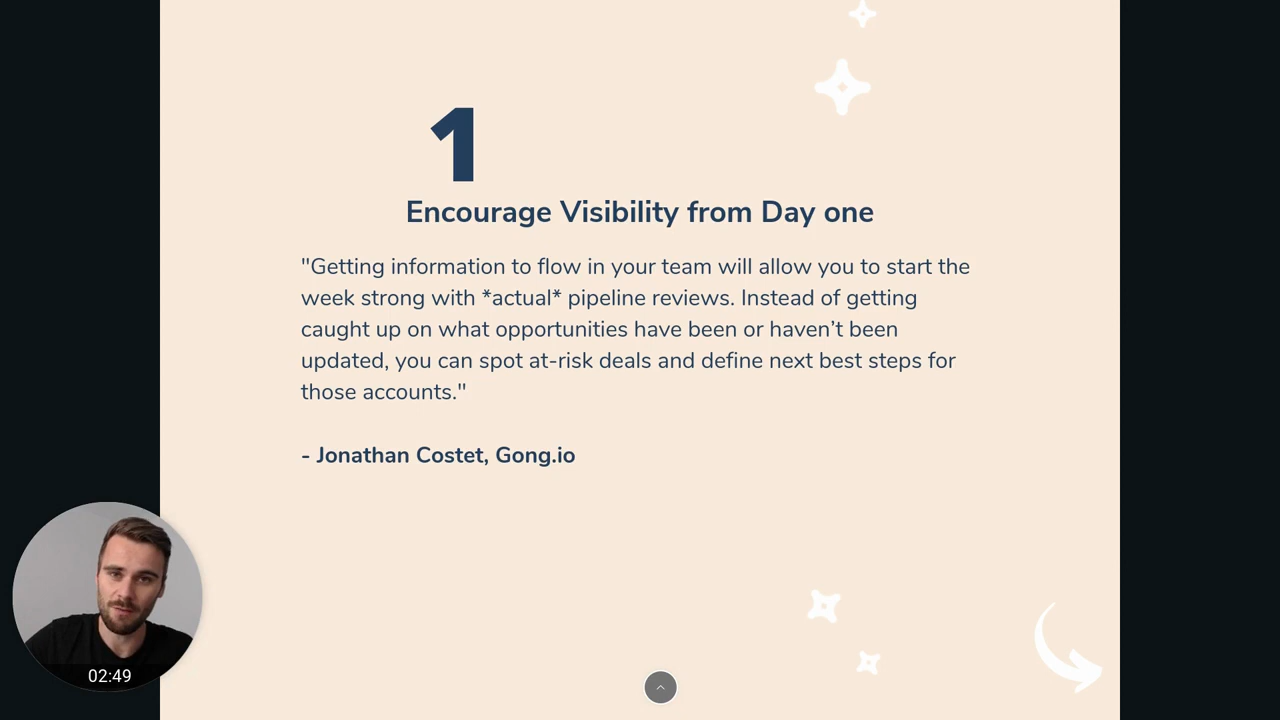 1
Encourage Visibility from Day one
"Getting information to flow in your team will allow you to start the
week strong with *actual* pipeline reviews. Instead of getting
caught up on what opportunities have been or haven’t been
updated, you can spot at-risk deals and define next best steps for
those accounts."
- Jonathan Costet, Gong.io
02:49